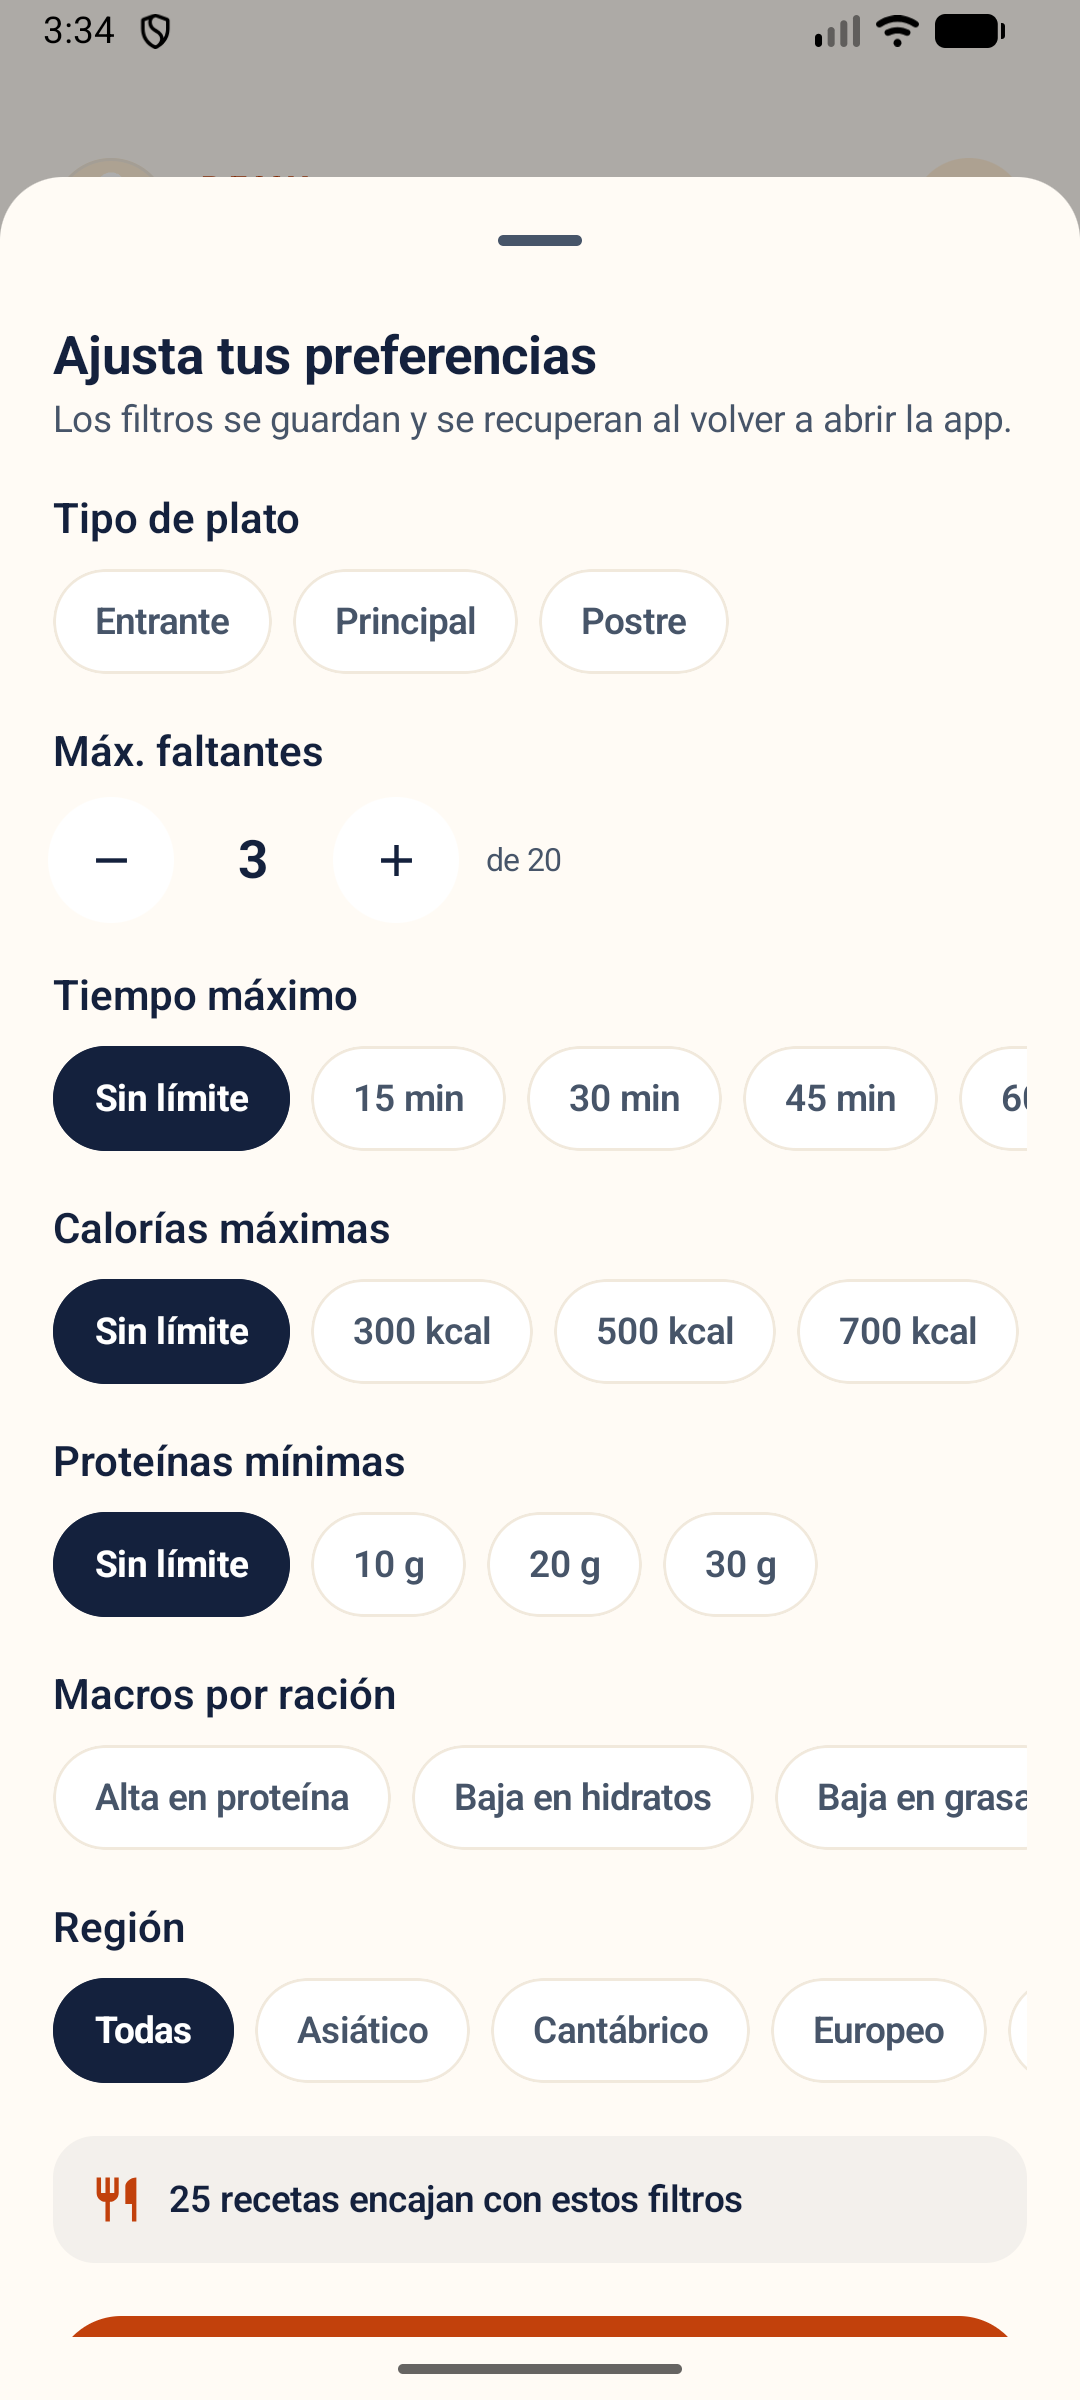 3:34
Ajusta tus preferencias
Los filtros se guardan y se recuperan al volver a abrir la app.
Tipo de plato
Entrante Principal Postre
Máx. faltantes
− 3 + de 20
Tiempo máximo
Sin límite 15 min 30 min 45 min
Calorías máximas
Sin límite 300 kcal 500 kcal 700 kcal
Proteínas mínimas
Sin límite 10 g 20 g 30 g
Macros por ración
Alta en proteína Baja en hidratos Baja en grasa
Región
Todas Asiático Cantábrico Europeo
25 recetas encajan con estos filtros